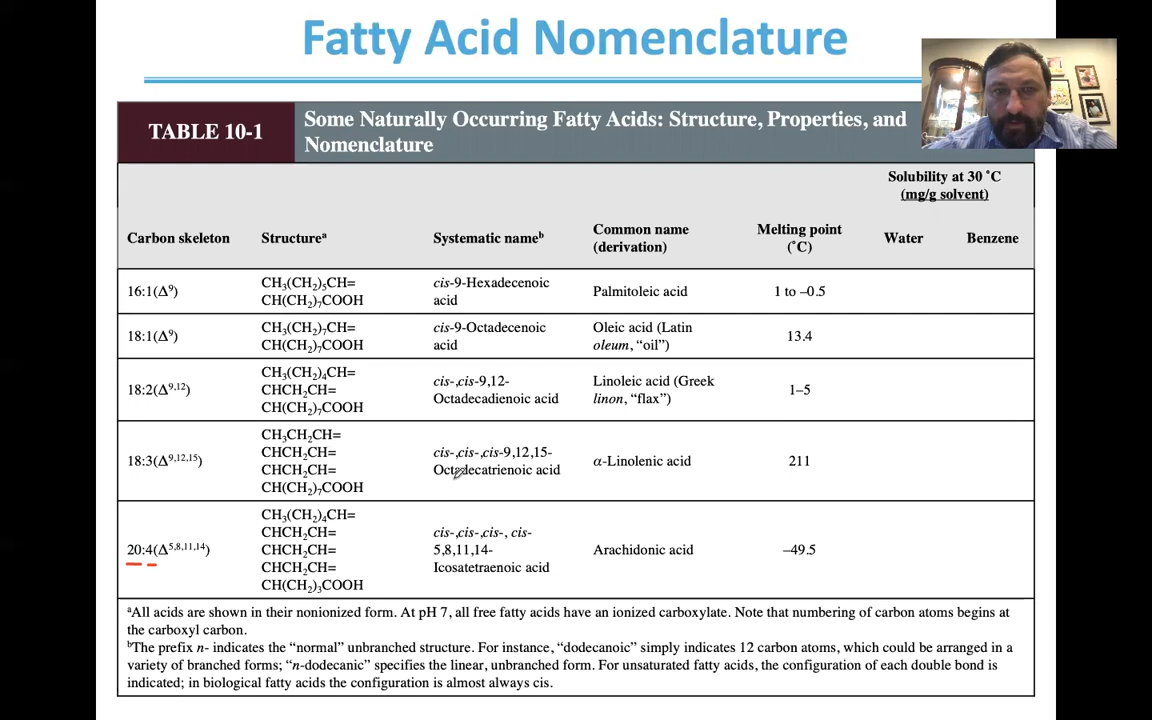 Fatty Acid Nomenclature
TABLE 10-1
Some Naturally Occurring Fatty Acids: Structure, Properties, and
Nomenclature
Solubility at 30 ˚C
(mg/g solvent)
Carbon skeleton
Structureᵃ
Systematic nameᵇ
Common name
(derivation)
Melting point
(˚C)
Water
Benzene
16:1(Δ⁹)
CH₃(CH₂)₅CH=
CH(CH₂)₇COOH
cis-9-Hexadecenoic
acid
Palmitoleic acid
1 to –0.5
18:1(Δ⁹)
CH₃(CH₂)₇CH=
CH(CH₂)₇COOH
cis-9-Octadecenoic
acid
Oleic acid (Latin
oleum, “oil”)
13.4
18:2(Δ⁹,¹²)
CH₃(CH₂)₄CH=
CHCH₂CH=
CH(CH₂)₇COOH
cis-,cis-9,12-
Octadecadienoic acid
Linoleic acid (Greek
linon, “flax”)
1–5
18:3(Δ⁹,¹²,¹⁵)
CH₃CH₂CH=
CHCH₂CH=
CHCH₂CH=
CH(CH₂)₇COOH
cis-,cis-,cis-9,12,15-
Octadecatrienoic acid
α-Linolenic acid
211
20:4(Δ⁵,⁸,¹¹,¹⁴)
CH₃(CH₂)₄CH=
CHCH₂CH=
CHCH₂CH=
CHCH₂CH=
CH(CH₂)₃COOH
cis-,cis-,cis-, cis-
5,8,11,14-
Icosatetraenoic acid
Arachidonic acid
–49.5
ᵃAll acids are shown in their nonionized form. At pH 7, all free fatty acids have an ionized carboxylate. Note that numbering of carbon atoms begins at
the carboxyl carbon.
ᵇThe prefix n- indicates the “normal” unbranched structure. For instance, “dodecanoic” simply indicates 12 carbon atoms, which could be arranged in a
variety of branched forms; “n-dodecanic” specifies the linear, unbranched form. For unsaturated fatty acids, the configuration of each double bond is
indicated; in biological fatty acids the configuration is almost always cis.